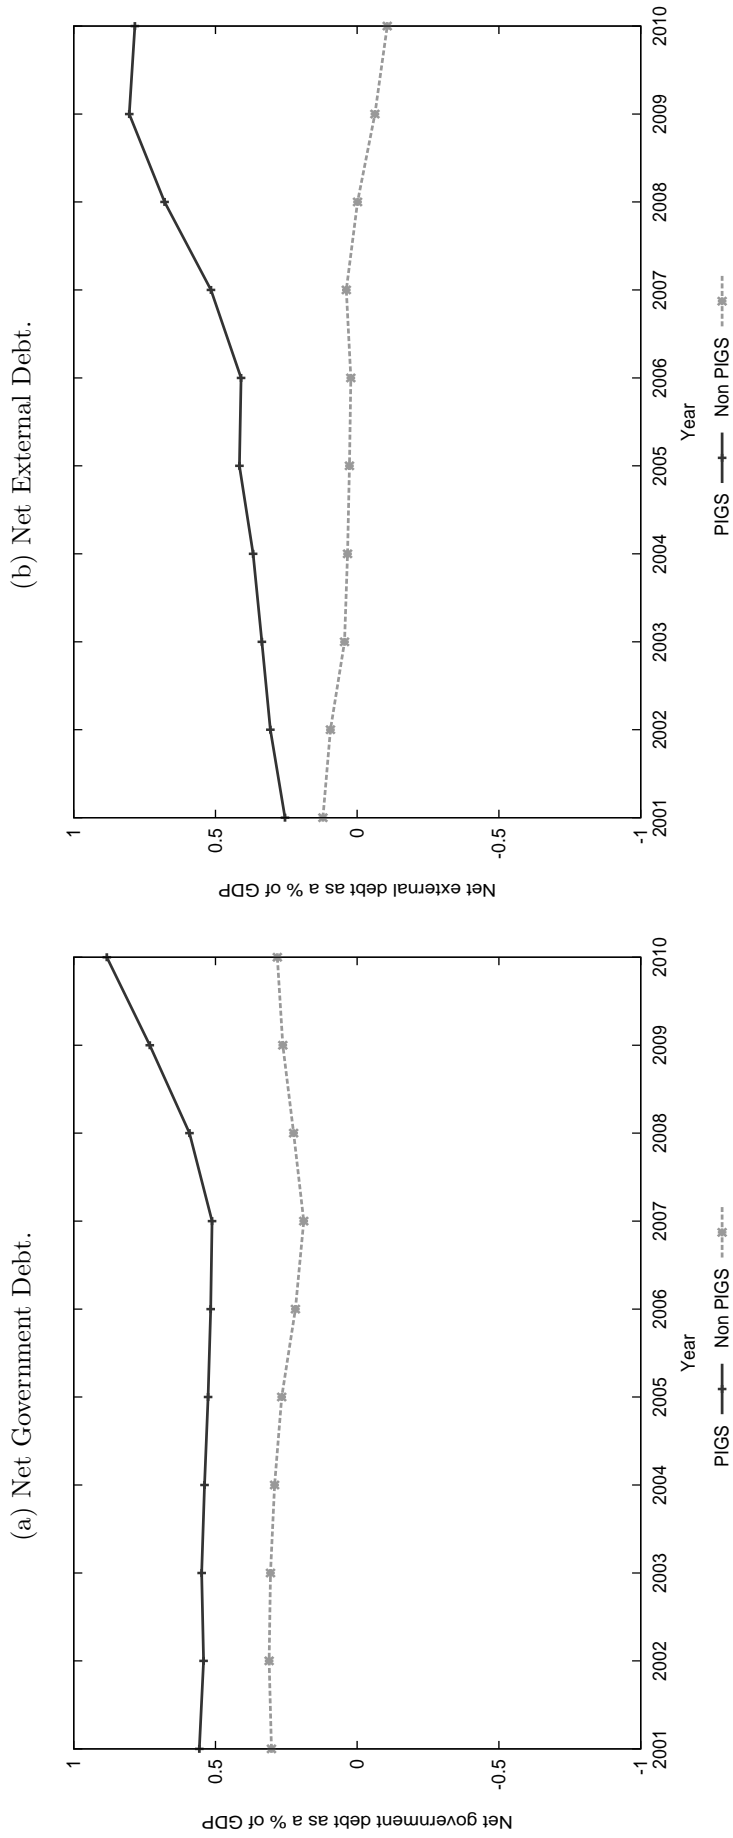 (a) Net Government Debt.
Net government debt as a % of GDP
1
0.5
0
-0.5
-1
2001 2002 2003 2004 2005 2006 2007 2008 2009 2010
Year
PIGS Non PIGS
(b) Net External Debt.
Net external debt as a % of GDP
1
0.5
0
-0.5
-1
2001 2002 2003 2004 2005 2006 2007 2008 2009 2010
Year
PIGS Non PIGS